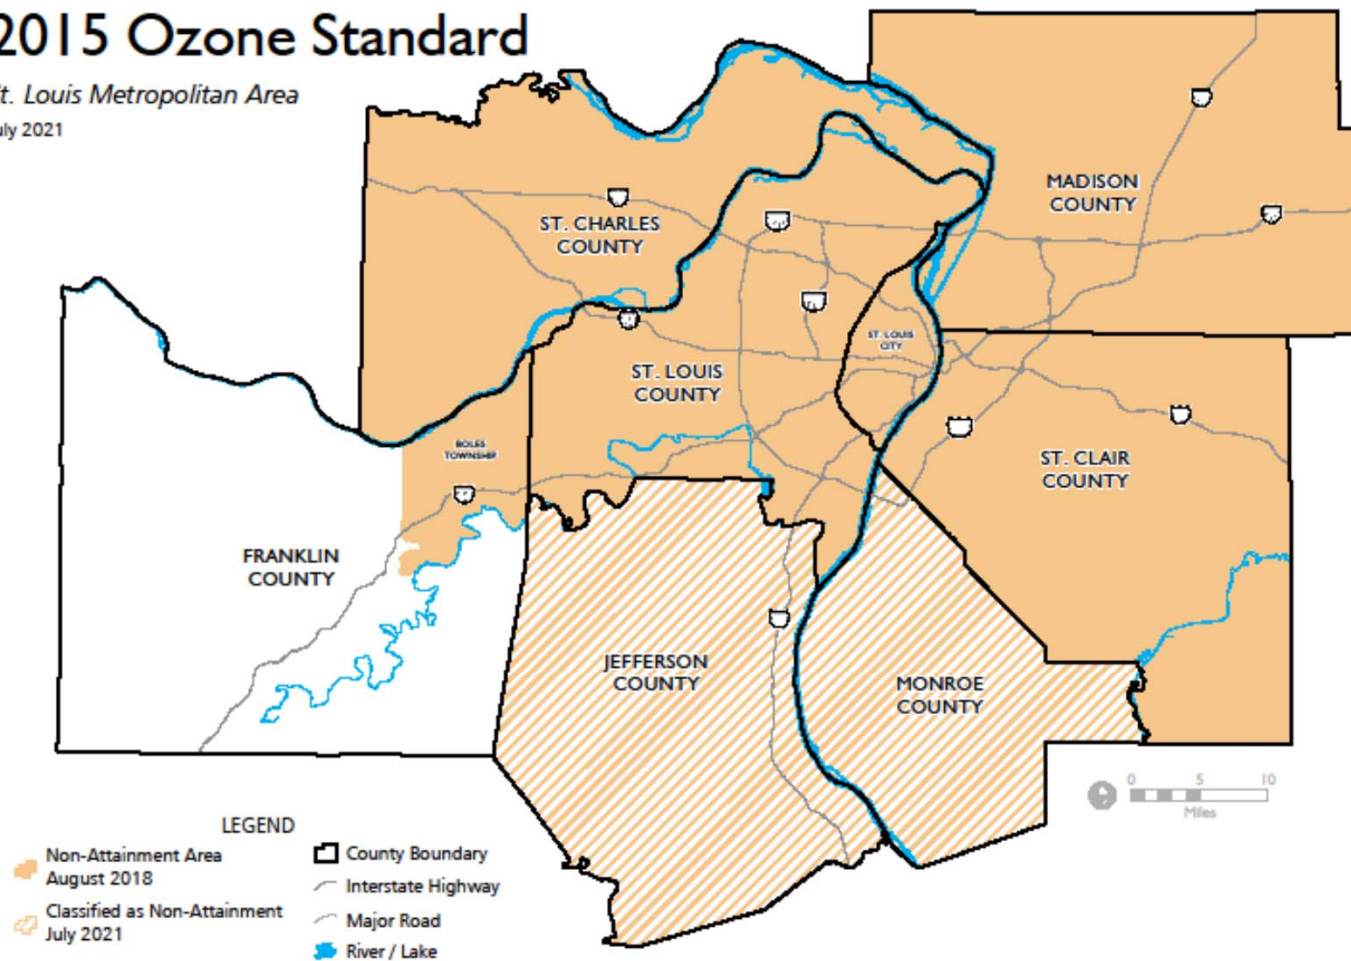 2015 Ozone Standard
t. Louis Metropolitan Area
uly 2021
MADISON
COUNTY
ST. CHARLES
COUNTY
ST. LOUIS
CITY
ST. LOUIS
COUNTY
BOLES
TOWNSHIP
ST. CLAIR
COUNTY
FRANKLIN
COUNTY
JEFFERSON
COUNTY
MONROE
COUNTY
0 5 10
Miles
LEGEND
Non-Attainment Area
August 2018
Classified as Non-Attainment
July 2021
County Boundary
Interstate Highway
Major Road
River / Lake